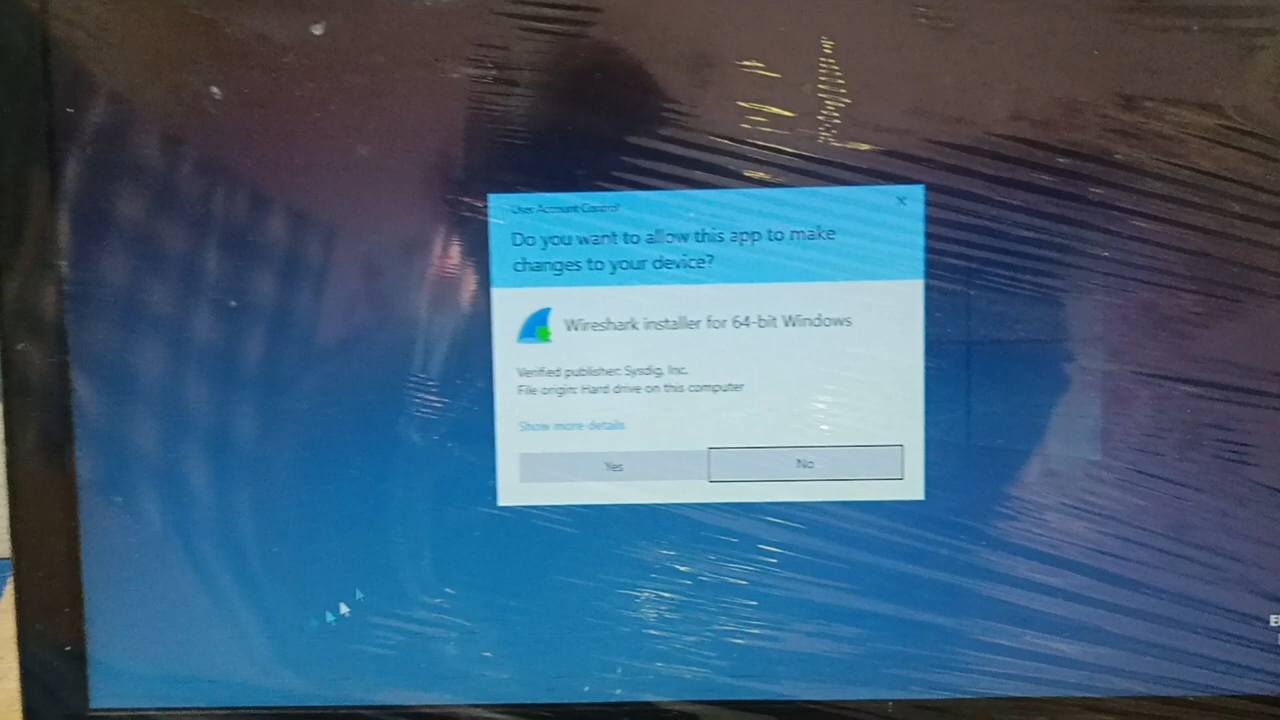 User Account Control
X
Do you want to allow this app to make
changes to your device?
Wireshark installer for 64-bit Windows
Verified publisher: Sysdig, Inc.
File origin: Hard drive on this computer
Show more details
Yes
No